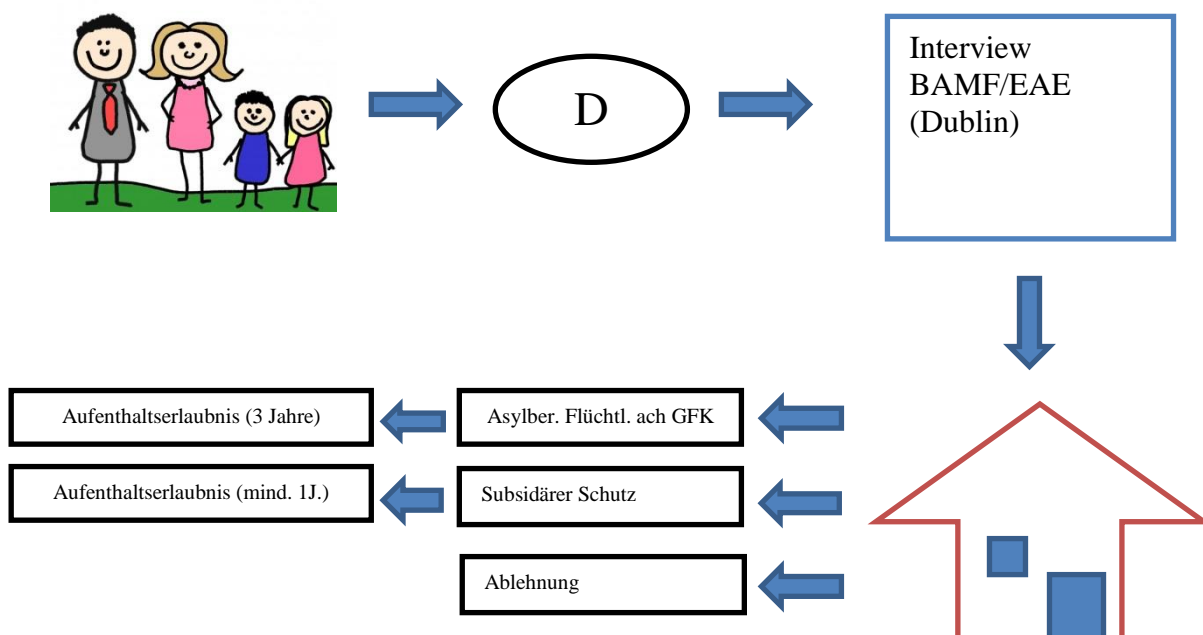 D
Interview
BAMF/EAE
(Dublin)
Aufenthaltserlaubnis (3 Jahre)
Asylber. Flüchtl. ach GFK
Aufenthaltserlaubnis (mind. 1J.)
Subsidärer Schutz
Ablehnung